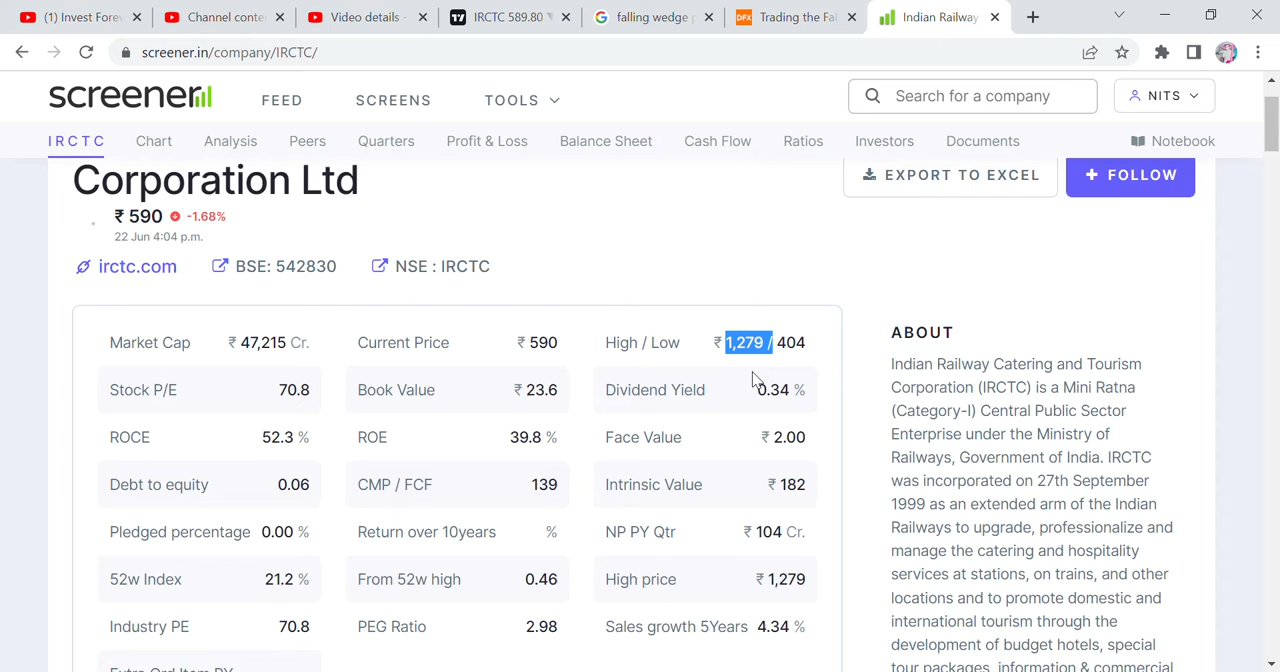 (1) Invest Forev
Channel conte
Video details -
IRCTC 589.80
falling wedge p
DFX Trading the Fal
Indian Railway
screener.in/company/IRCTC/
screener
FEED SCREENS TOOLS
Search for a company
NITS
IRCTC Chart Analysis Peers Quarters Profit & Loss Balance Sheet Cash Flow Ratios Investors Documents Notebook
Corporation Ltd
EXPORT TO EXCEL
+ FOLLOW
₹ 590 -1.68%
22 Jun 4:04 p.m.
irctc.com BSE: 542830 NSE : IRCTC
Market Cap ₹ 47,215 Cr. Current Price ₹ 590 High / Low ₹ 1,279 / 404
Stock P/E 70.8 Book Value ₹ 23.6 Dividend Yield 0.34 %
ROCE 52.3 % ROE 39.8 % Face Value ₹ 2.00
Debt to equity 0.06 CMP / FCF 139 Intrinsic Value ₹ 182
Pledged percentage 0.00 % Return over 10years % NP PY Qtr ₹ 104 Cr.
52w Index 21.2 % From 52w high 0.46 High price ₹ 1,279
Industry PE 70.8 PEG Ratio 2.98 Sales growth 5Years 4.34 %
Extra Ord Item PY
ABOUT
Indian Railway Catering and Tourism
Corporation (IRCTC) is a Mini Ratna
(Category-I) Central Public Sector
Enterprise under the Ministry of
Railways, Government of India. IRCTC
was incorporated on 27th September
1999 as an extended arm of the Indian
Railways to upgrade, professionalize and
manage the catering and hospitality
services at stations, on trains, and other
locations and to promote domestic and
international tourism through the
development of budget hotels, special
tour packages, information & commercial